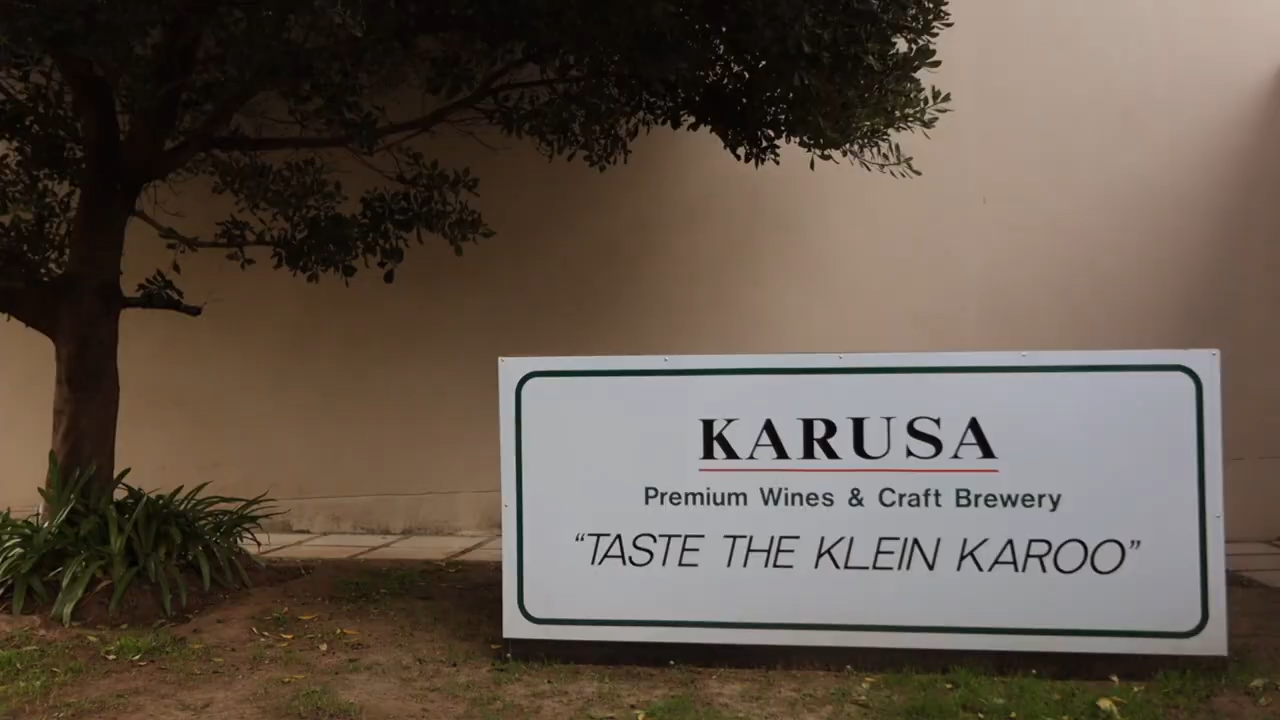 KARUSA
Premium Wines & Craft Brewery
“TASTE THE KLEIN KAROO”